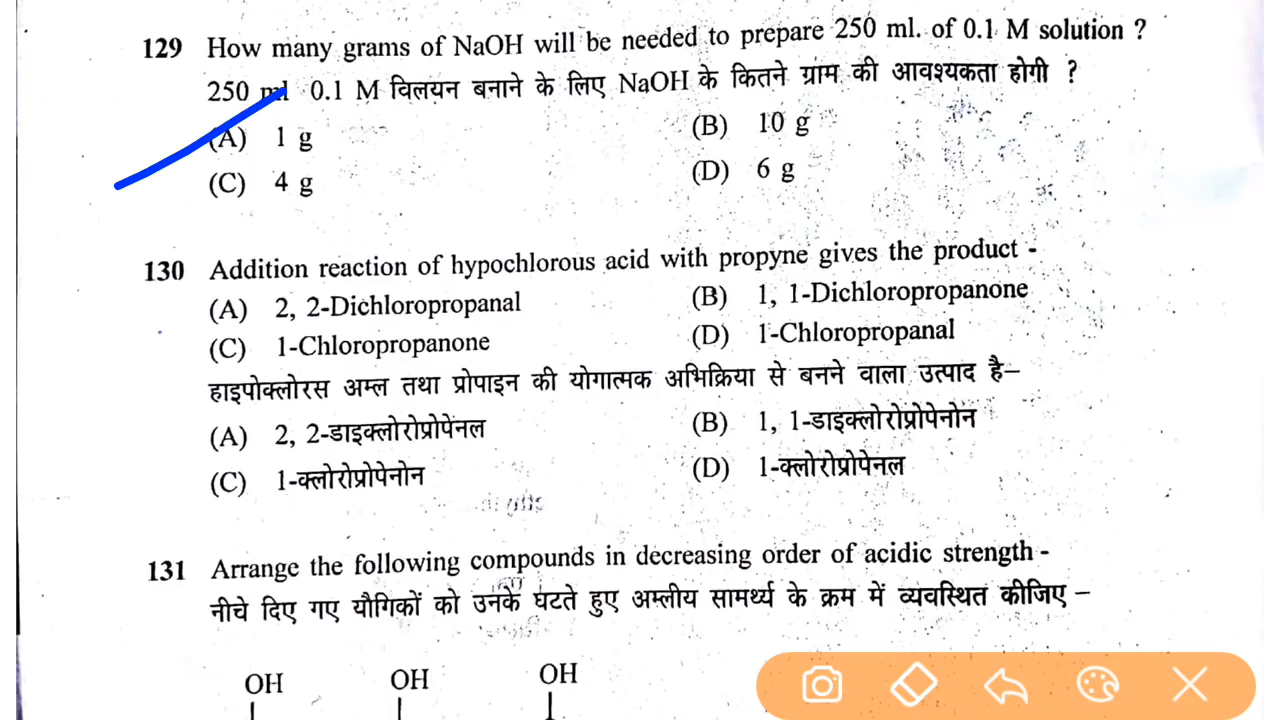 129 How many grams of NaOH will be needed to prepare 250 ml. of 0.1 M solution ?
250 ml 0.1 M विलयन बनाने के लिए NaOH के कितने ग्राम की आवश्यकता होगी ?
(A) 1 g (B) 10 g
(C) 4 g (D) 6 g
130 Addition reaction of hypochlorous acid with propyne gives the product -
(A) 2, 2-Dichloropropanal (B) 1, 1-Dichloropropanone
(C) 1-Chloropropanone (D) 1-Chloropropanal
हाइपोक्लोरस अम्ल तथा प्रोपाइन की योगात्मक अभिक्रिया से बनने वाला उत्पाद है–
(A) 2, 2-डाइक्लोरोप्रोपेनल (B) 1, 1-डाइक्लोरोप्रोपेनोन
(C) 1-क्लोरोप्रोपेनोन (D) 1-क्लोरोप्रोपेनल
131 Arrange the following compounds in decreasing order of acidic strength -
नीचे दिए गए यौगिकों को उनके घटते हुए अम्लीय सामर्थ्य के क्रम में व्यवस्थित कीजिए –
OH OH OH